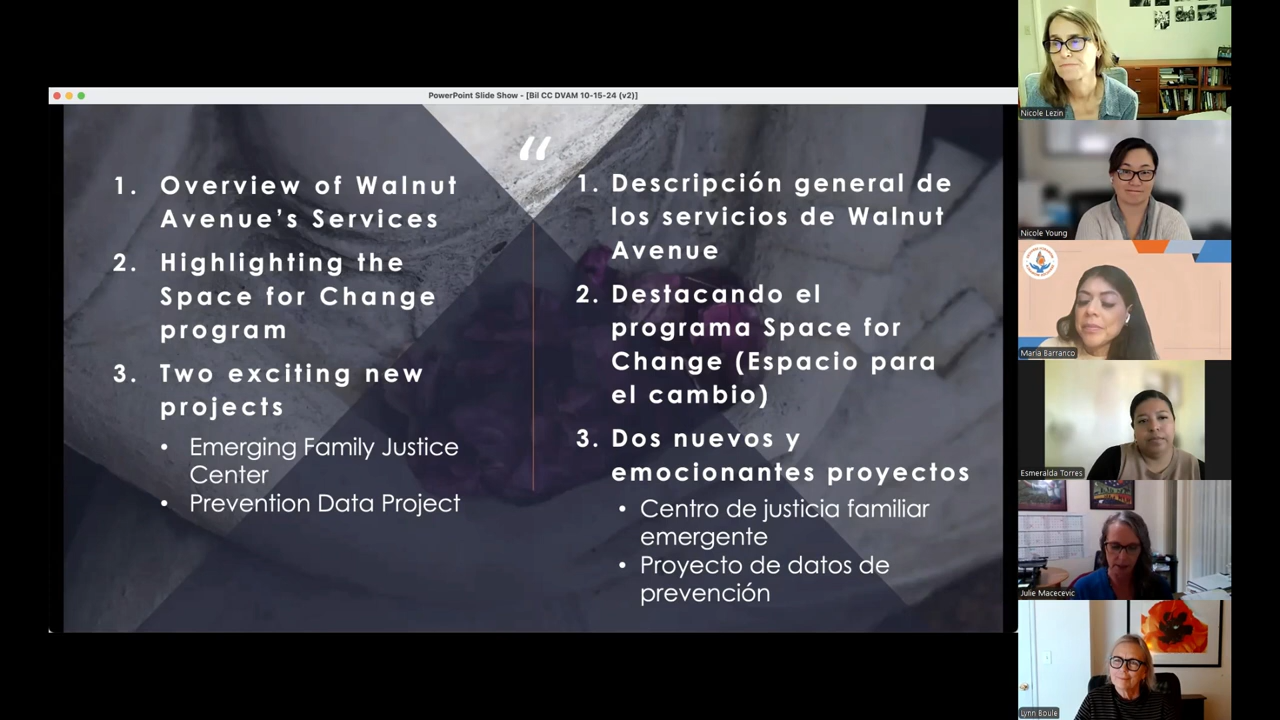 PowerPoint Slide Show - [Bil CC DVAM 10-15-24 (v2)]
“
1. Overview of Walnut
Avenue’s Services
2. Highlighting the
Space for Change
program
3. Two exciting new
projects
• Emerging Family Justice
Center
• Prevention Data Project
1. Descripción general de
los servicios de Walnut
Avenue
2. Destacando el
programa Space for
Change (Espacio para
el cambio)
3. Dos nuevos y
emocionantes proyectos
• Centro de justicia familiar
emergente
• Proyecto de datos de
prevención
Nicole Lezin
Nicole Young
Maria Barranco
Esmeralda Torres
Julie Macecevic
Lynn Boule